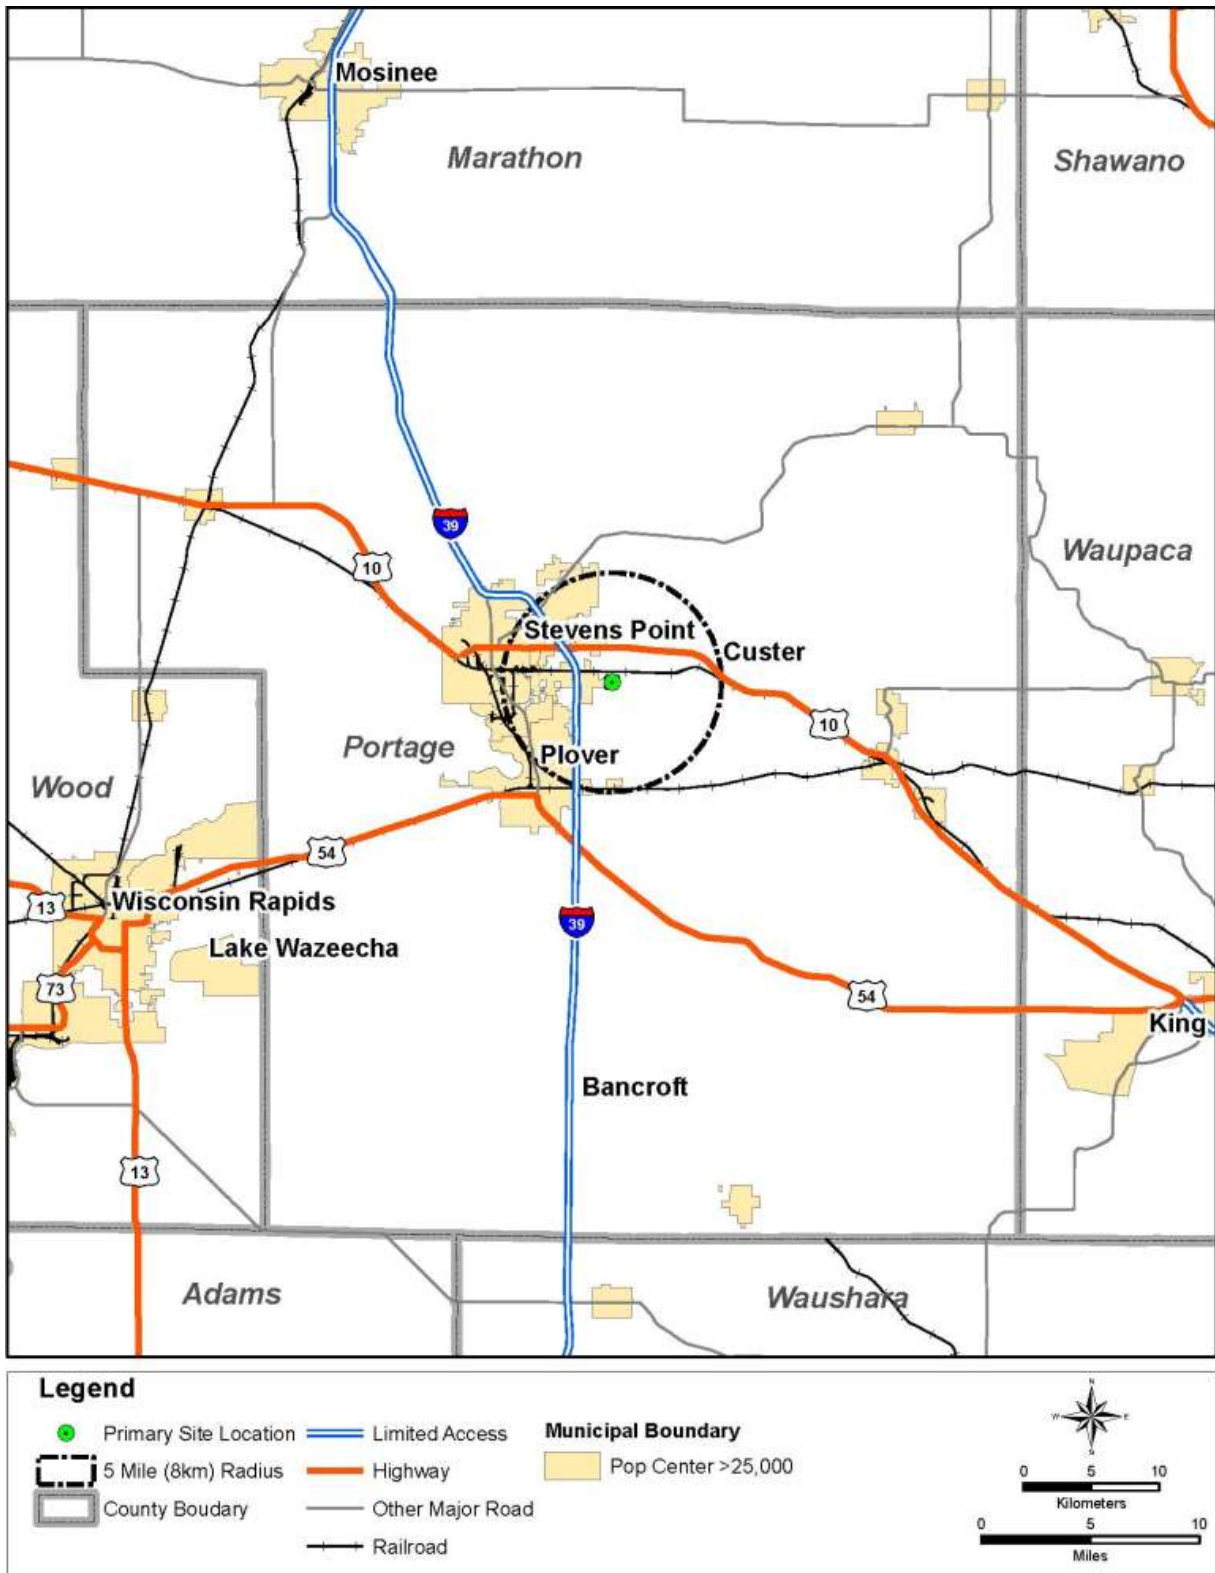 Mosinee
Marathon
Shawano
39
10
Waupaca
Stevens Point
Custer
10
Portage
Plover
Wood
54
13
Wisconsin Rapids
39
Lake Wazeecha
73
54
King
Bancroft
13
Adams
Waushara
Legend
Primary Site Location
Limited Access
Municipal Boundary
5 Mile (8km) Radius
Highway
Pop Center >25,000
County Boudary
Other Major Road
Railroad
N
W E
S
0 5 10
Kilometers
0 5 10
Miles